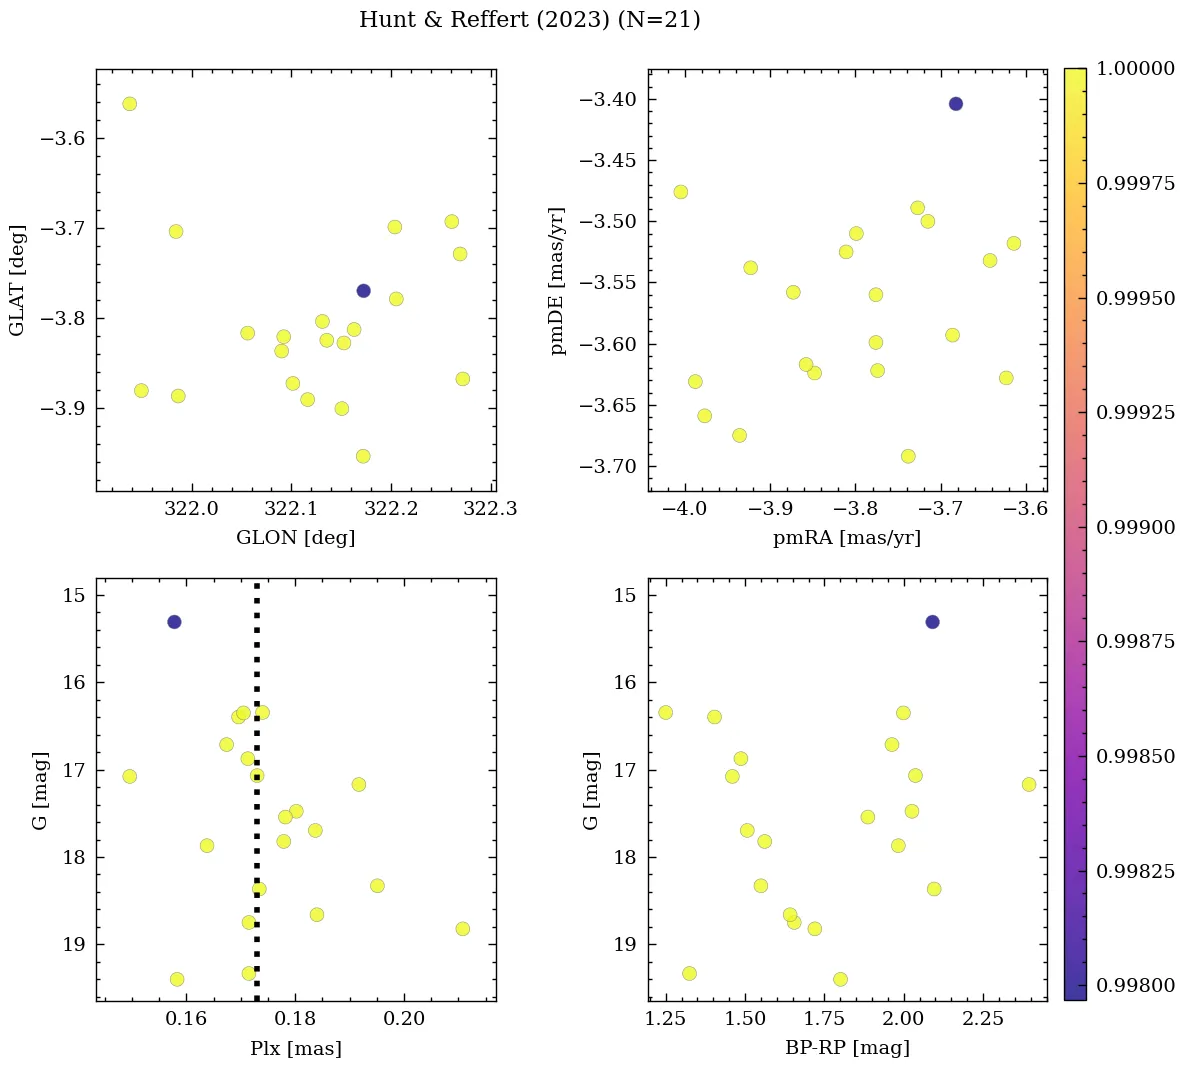 Hunt & Reffert (2023) (N=21)
GLAT [deg]
−3.6
−3.7
−3.8
−3.9
322.0 322.1 322.2 322.3
GLON [deg]
pmDE [mas/yr]
−3.40
−3.45
−3.50
−3.55
−3.60
−3.65
−3.70
−4.0 −3.9 −3.8 −3.7 −3.6
pmRA [mas/yr]
G [mag]
15
16
17
18
19
0.16 0.18 0.20
Plx [mas]
G [mag]
15
16
17
18
19
1.25 1.50 1.75 2.00 2.25
BP-RP [mag]
1.00000
0.99975
0.99950
0.99925
0.99900
0.99875
0.99850
0.99825
0.99800